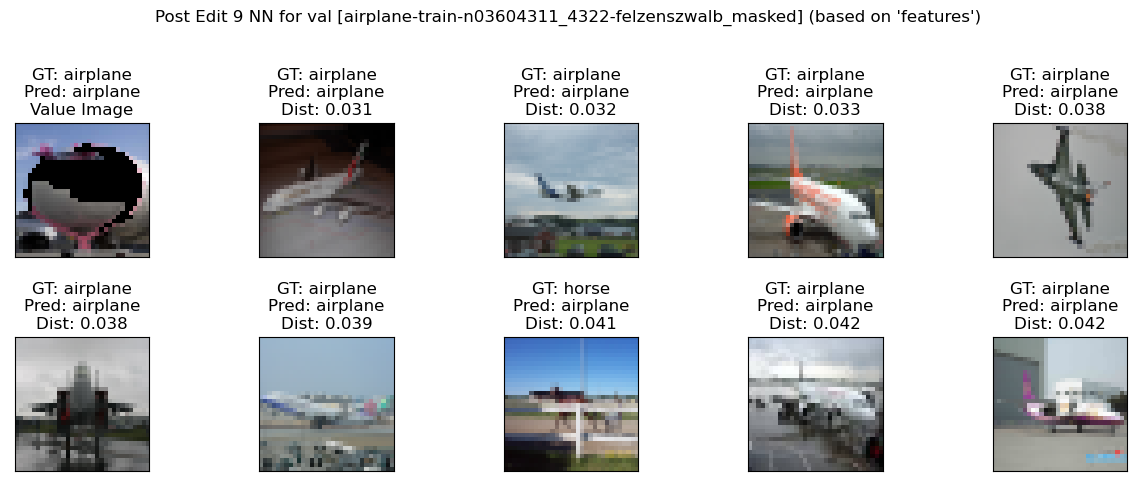 Post Edit 9 NN for val [airplane-train-n03604311_4322-felzenszwalb_masked] (based on 'features')
GT: airplane
Pred: airplane
Value Image
GT: airplane
Pred: airplane
Dist: 0.031
GT: airplane
Pred: airplane
Dist: 0.032
GT: airplane
Pred: airplane
Dist: 0.033
GT: airplane
Pred: airplane
Dist: 0.038
GT: airplane
Pred: airplane
Dist: 0.038
GT: airplane
Pred: airplane
Dist: 0.039
GT: horse
Pred: airplane
Dist: 0.041
GT: airplane
Pred: airplane
Dist: 0.042
GT: airplane
Pred: airplane
Dist: 0.042